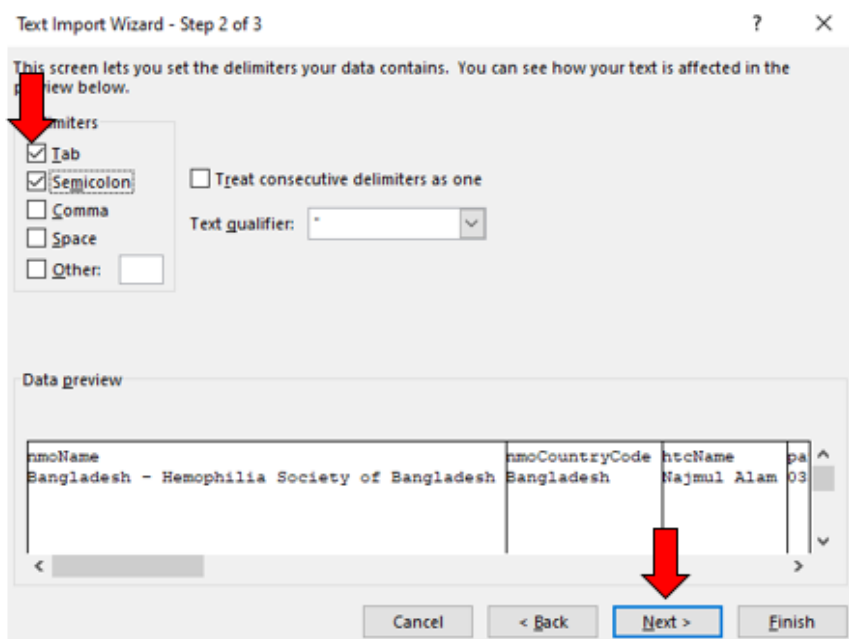 Text Import Wizard - Step 2 of 3
This screen lets you set the delimiters your data contains. You can see how your text is affected in the
preview below.
Delimiters
Tab
Semicolon
Comma
Space
Other:
Treat consecutive delimiters as one
Text qualifier: "
Data preview
nmoName nmoCountryCode htcName pa
Bangladesh - Hemophilia Society of Bangladesh Bangladesh Najmul Alam 03
Cancel < Back Next > Finish